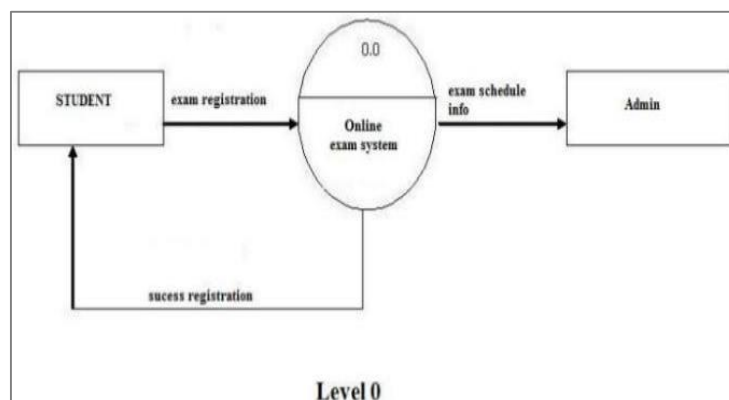 0.0
STUDENT
exam registration
Online
exam system
exam schedule
info
Admin
sucess registration
Level 0